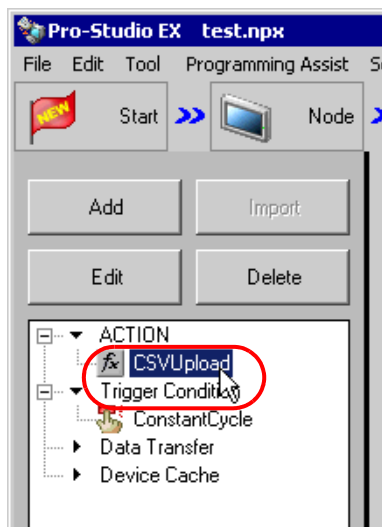 Pro-Studio EX test.npx
File Edit Tool Programming Assist
NEW Start Node
Add Import
Edit Delete
ACTION
fx CSVUpload
Trigger Condition
ConstantCycle
Data Transfer
Device Cache